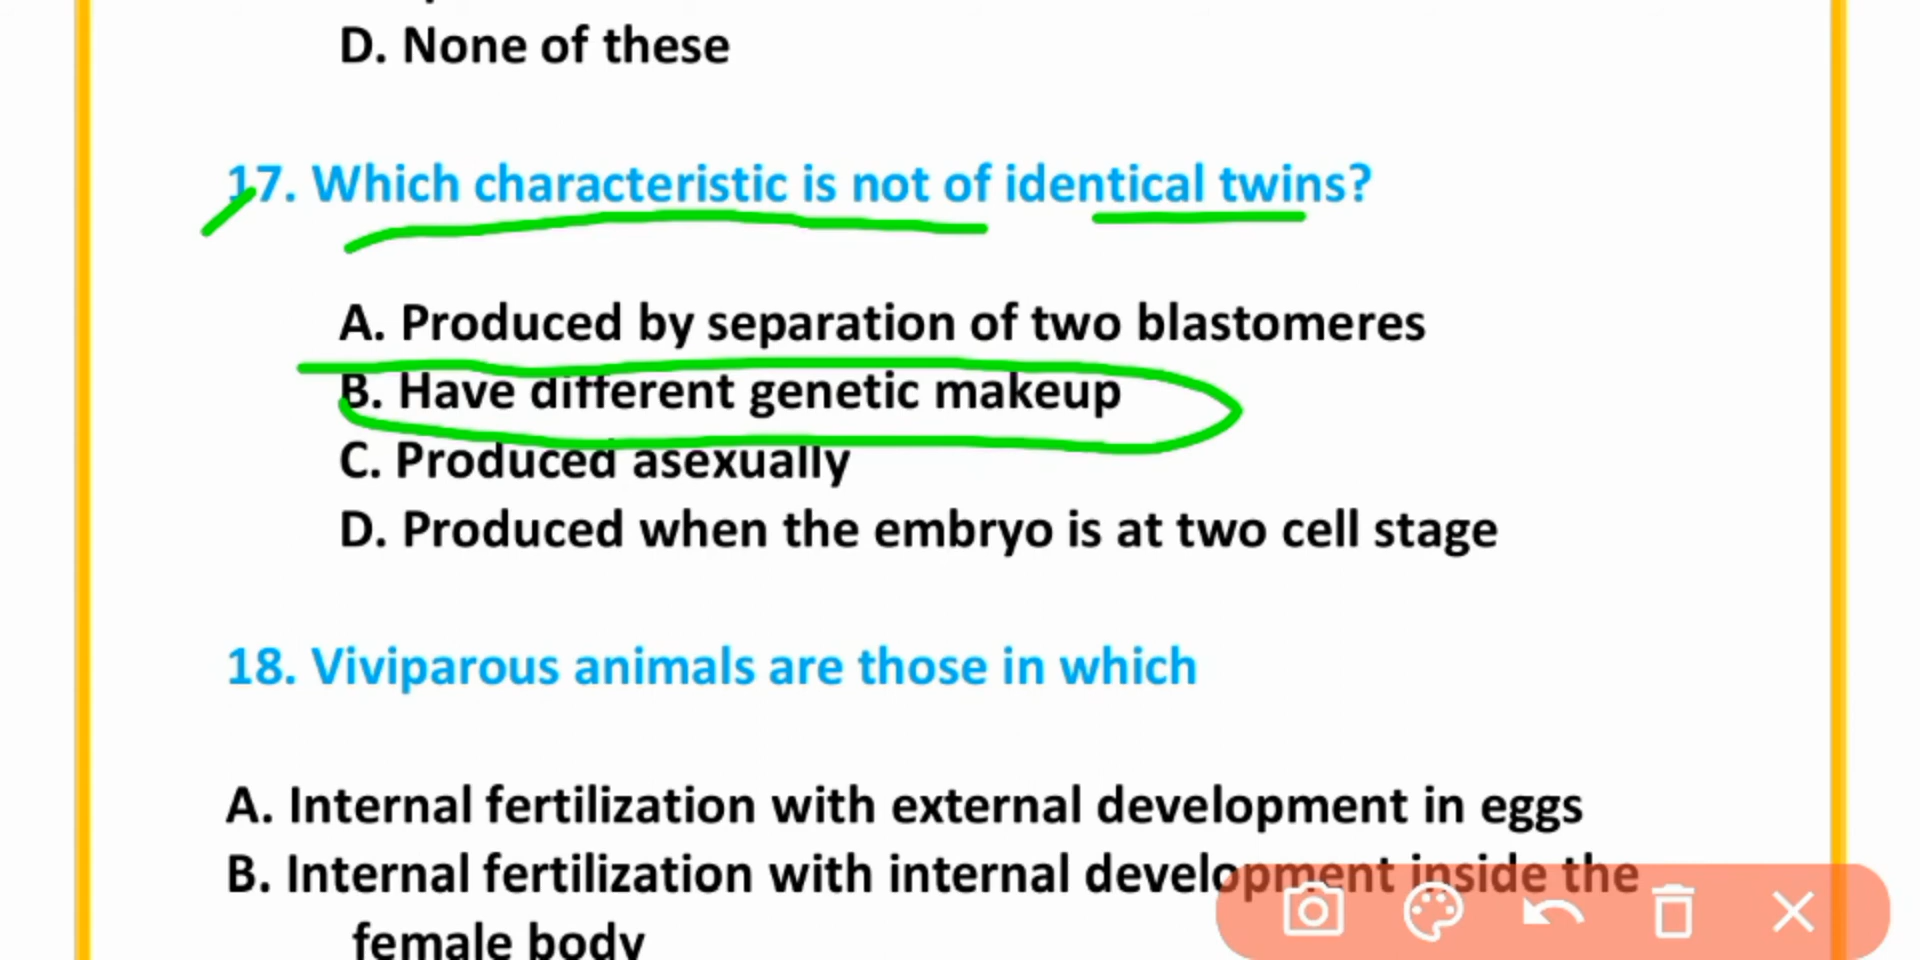 D. None of these
17. Which characteristic is not of identical twins?
A. Produced by separation of two blastomeres
B. Have different genetic makeup
C. Produced asexually
D. Produced when the embryo is at two cell stage
18. Viviparous animals are those in which
A. Internal fertilization with external development in eggs
B. Internal fertilization with internal development inside the
female body